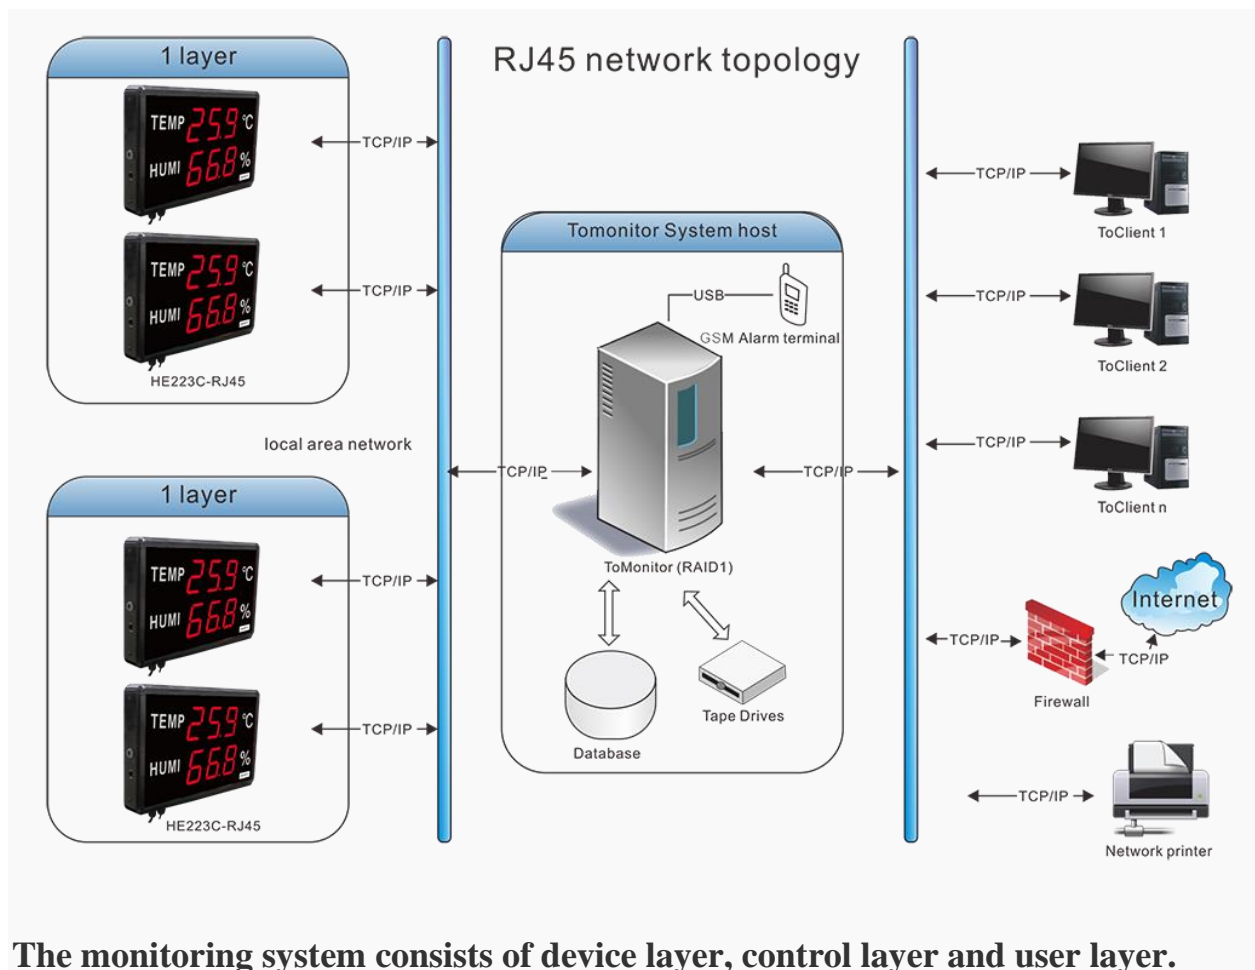 RJ45 network topology
1 layer
TEMP 25.9 °C
HUMI 66.8 %
TEMP 25.9 °C
HUMI 66.8 %
HE223C-RJ45
TCP/IP
TCP/IP
local area network
1 layer
TEMP 25.9 °C
HUMI 66.8 %
TEMP 25.9 °C
HUMI 66.8 %
HE223C-RJ45
TCP/IP
TCP/IP
Tomonitor System host
USB
GSM Alarm terminal
TCP/IP
TCP/IP
ToMonitor (RAID1)
Database
Tape Drives
TCP/IP
ToClient 1
TCP/IP
ToClient 2
TCP/IP
ToClient n
TCP/IP
Firewall
TCP/IP
Internet
TCP/IP
Network printer
The monitoring system consists of device layer, control layer and user layer.